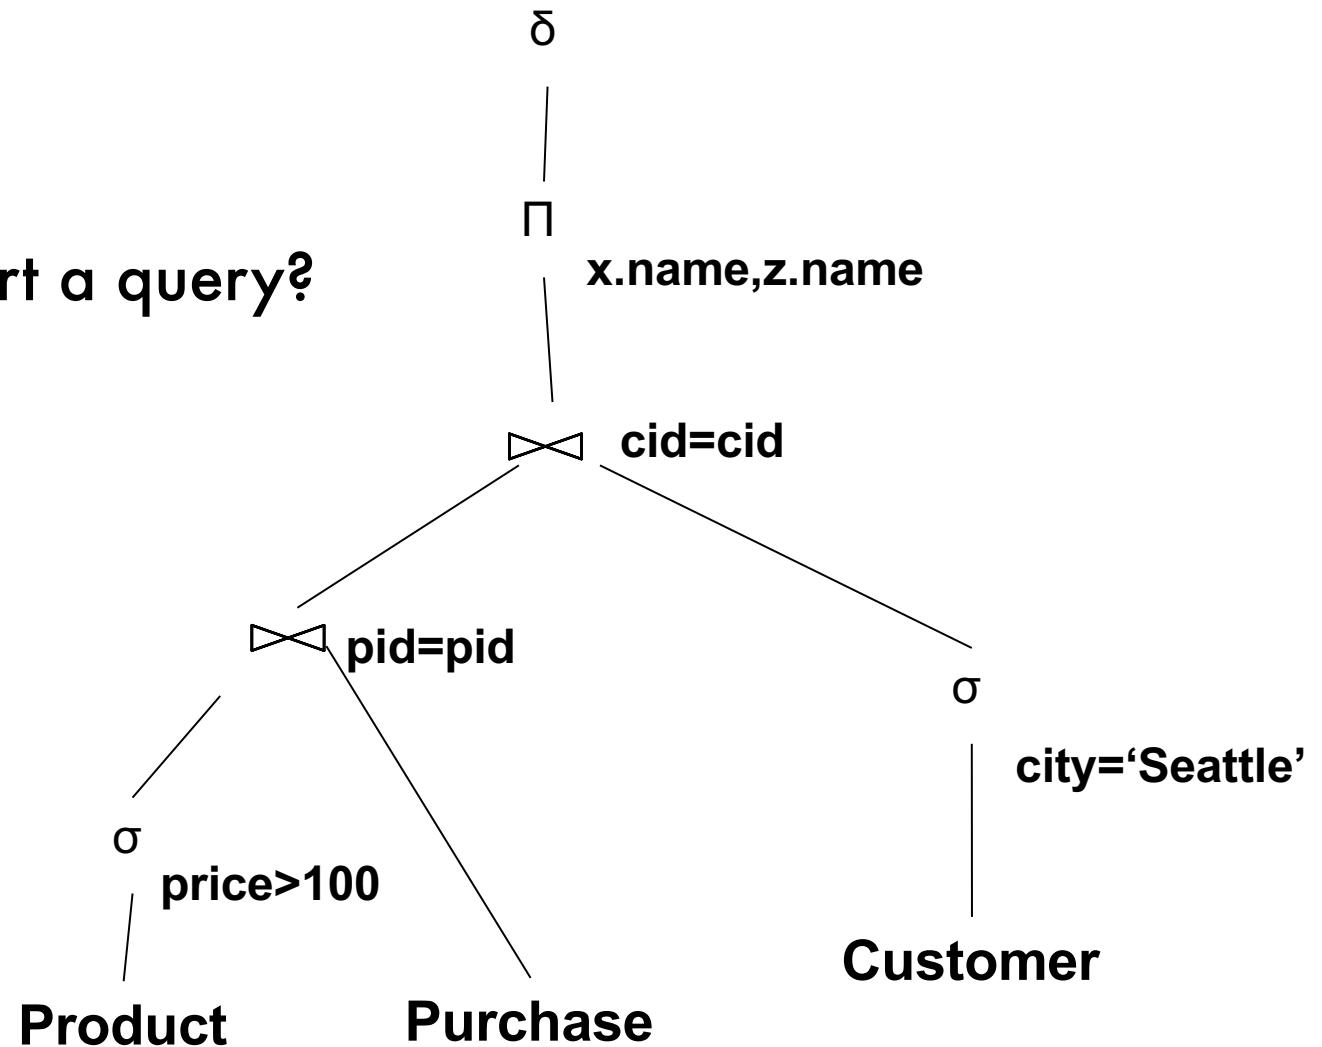 δ
Π
x.name,z.name
rt a query?
cid=cid
pid=pid
σ
city=‘Seattle’
σ
price>100
Customer
Product
Purchase